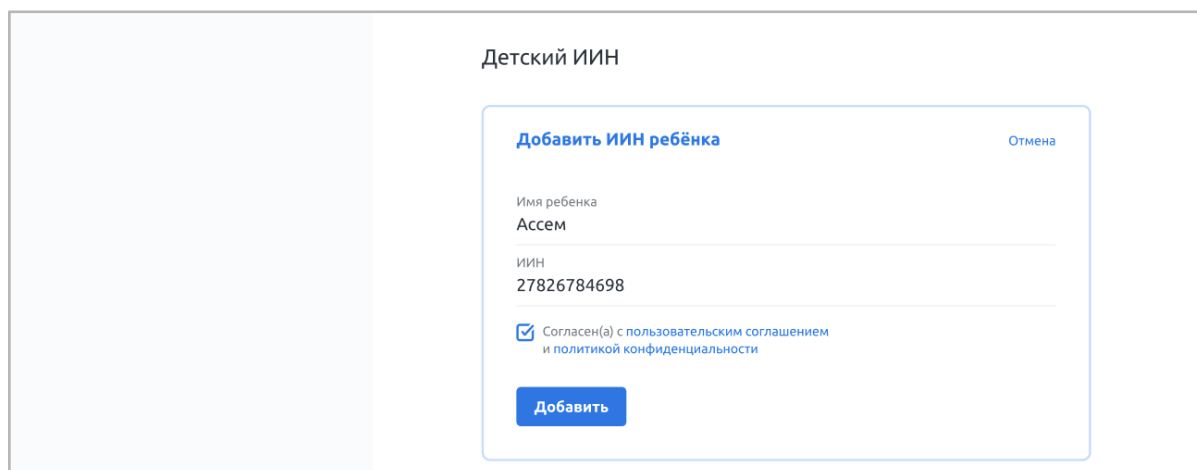 Детский ИИН
Добавить ИИН ребёнка
Отмена
Имя ребенка
Ассем
ИИН
27826784698
Согласен(а) с пользовательским соглашением
и политикой конфиденциальности
Добавить